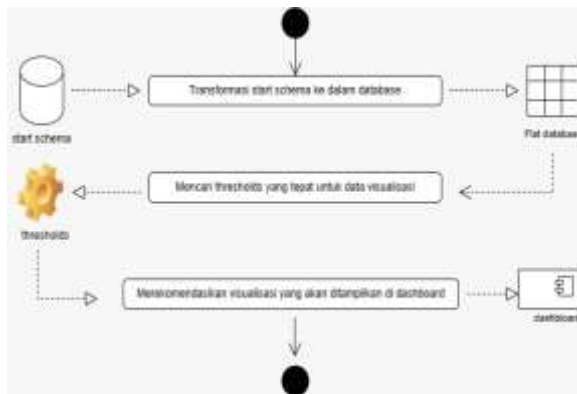 Transformasi start schema ke dalam database
start schema
Flat database
Mencari thresholds yang tepat untuk data visualisasi
thresholds
Merekomendasikan visualisasi yang akan ditampilkan di dashboard
dashboard